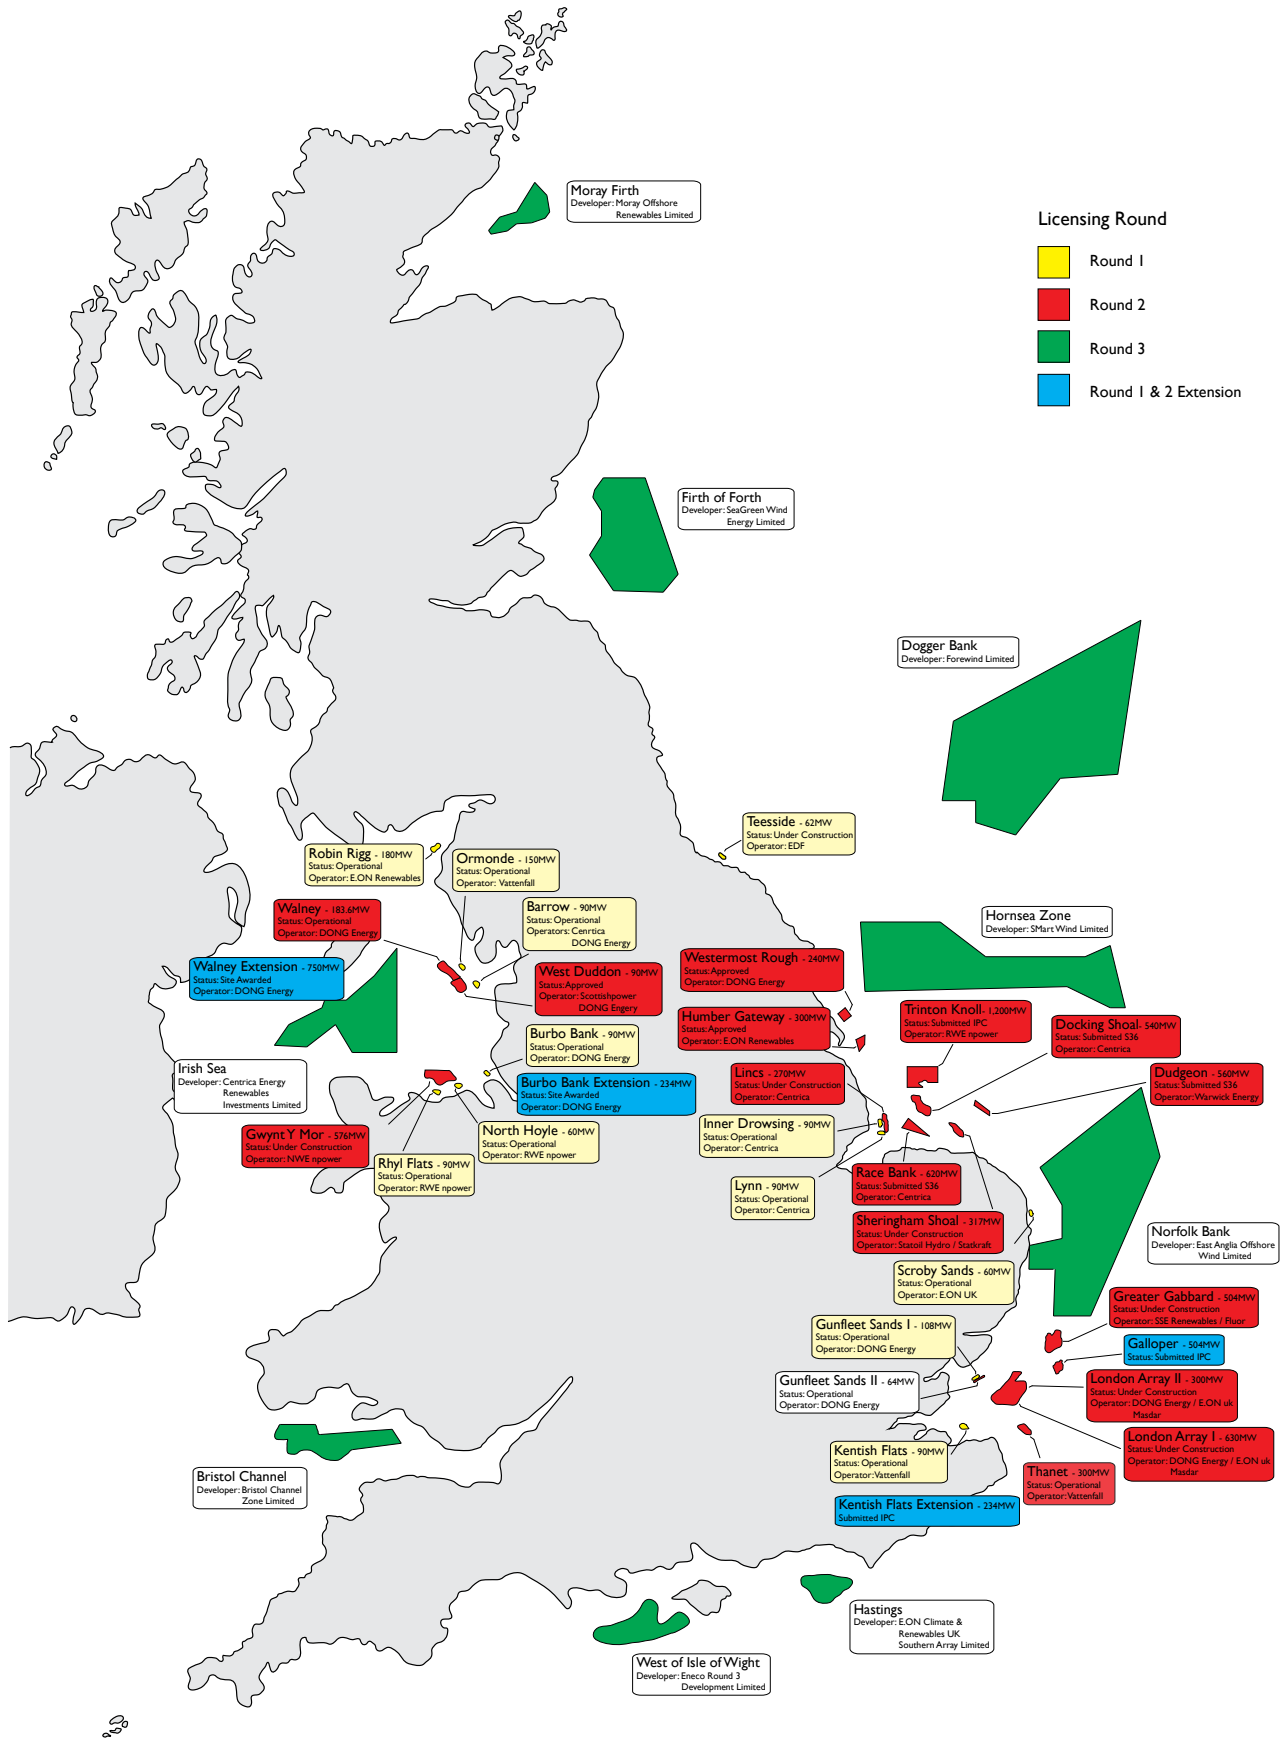 Moray Firth
Developer: Moray Offshore
Renewables Limited
Licensing Round
Round 1
Round 2
Round 3
Round 1 & 2 Extension
Firth of Forth
Developer: SeaGreen Wind
Energy Limited
Dogger Bank
Developer: Forewind Limited
Teesside - 62MW
Status: Under Construction
Operator: EDF
Robin Rigg - 180MW
Status: Operational
Operator: E.ON Renewables
Ormonde - 150MW
Status: Operational
Operator: Vattenfall
Walney - 183.6MW
Status: Operational
Operator: DONG Energy
Barrow - 90MW
Status: Operational
Operators: Cenrtica
DONG Energy
Hornsea Zone
Developer: SMart Wind Limited
Walney Extension - 750MW
Status: Site Awarded
Operator: DONG Energy
West Duddon - 90MW
Status: Approved
Operator: Scottishpower
DONG Engery
Westermost Rough - 240MW
Status: Approved
Operator: DONG Energy
Humber Gateway - 300MW
Status: Approved
Operator: E.ON Renewables
Trinton Knoll- 1,200MW
Status: Submitted IPC
Operator: RWE npower
Docking Shoal- 540MW
Status: Submitted S36
Operator: Centrica
Burbo Bank - 90MW
Status: Operational
Operator: DONG Energy
Irish Sea
Developer: Centrica Energy
Renewables
Investments Limited
Burbo Bank Extension - 234MW
Status: Site Awarded
Operator: DONG Energy
Lincs - 270MW
Status: Under Construction
Operator: Centrica
Dudgeon - 560MW
Status: Submitted S36
Operator: Warwick Energy
Gwynt Y Mor - 576MW
Status: Under Construction
Operator: NWE npower
North Hoyle - 60MW
Status: Operational
Operator: RWE npower
Inner Drowsing - 90MW
Status: Operational
Operator: Centrica
Rhyl Flats - 90MW
Status: Operational
Operator: RWE npower
Lynn - 90MW
Status: Operational
Operator: Centrica
Race Bank - 620MW
Status: Submitted S36
Operator: Centrica
Sheringham Shoal - 317MW
Status: Under Construction
Operator: Statoil Hydro / Statkraft
Norfolk Bank
Developer: East Anglia Offshore
Wind Limited
Scroby Sands - 60MW
Status: Operational
Operator: E.ON UK
Greater Gabbard - 504MW
Status: Under Construction
Operator: SSE Renewables / Fluor
Gunfleet Sands I - 108MW
Status: Operational
Operator: DONG Energy
Galloper - 504MW
Status: Submitted IPC
Gunfleet Sands II - 64MW
Status: Operational
Operator: DONG Energy
London Array II - 300MW
Status: Under Construction
Operator: DONG Energy / E.ON uk
Masdar
London Array I - 630MW
Status: Under Construction
Operator: DONG Energy / E.ON uk
Masdar
Kentish Flats - 90MW
Status: Operational
Operator: Vattenfall
Thanet - 300MW
Status: Operational
Operator: Vattenfall
Bristol Channel
Developer: Bristol Channel
Zone Limited
Kentish Flats Extension - 234MW
Submitted IPC
Hastings
Developer: E.ON Climate &
Renewables UK
Southern Array Limited
West of Isle of Wight
Developer: Eneco Round 3
Development Limited